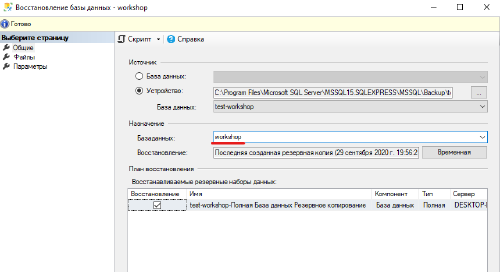 Восстановление базы данных - workshop
Готово
Выберите страницу
Общие
Файлы
Параметры
Скрипт
Справка
Источник
База данных:
Устройство:
C:\Program Files\Microsoft SQL Server\MSSQL15.SQLEXPRESS\MSSQL\Backup\
...
База данных:
test-workshop
Назначение
База данных:
workshop
Восстановление:
Последняя созданная резервная копия (29 сентября 2020 г. 19:56:2
Временная
План восстановления
Восстанавливаемые резервные наборы данных:
Восстановление Имя Компонент Тип Сервер
test-workshop-Полная База данных Резервное копирование База данных Полная DESKTOP-